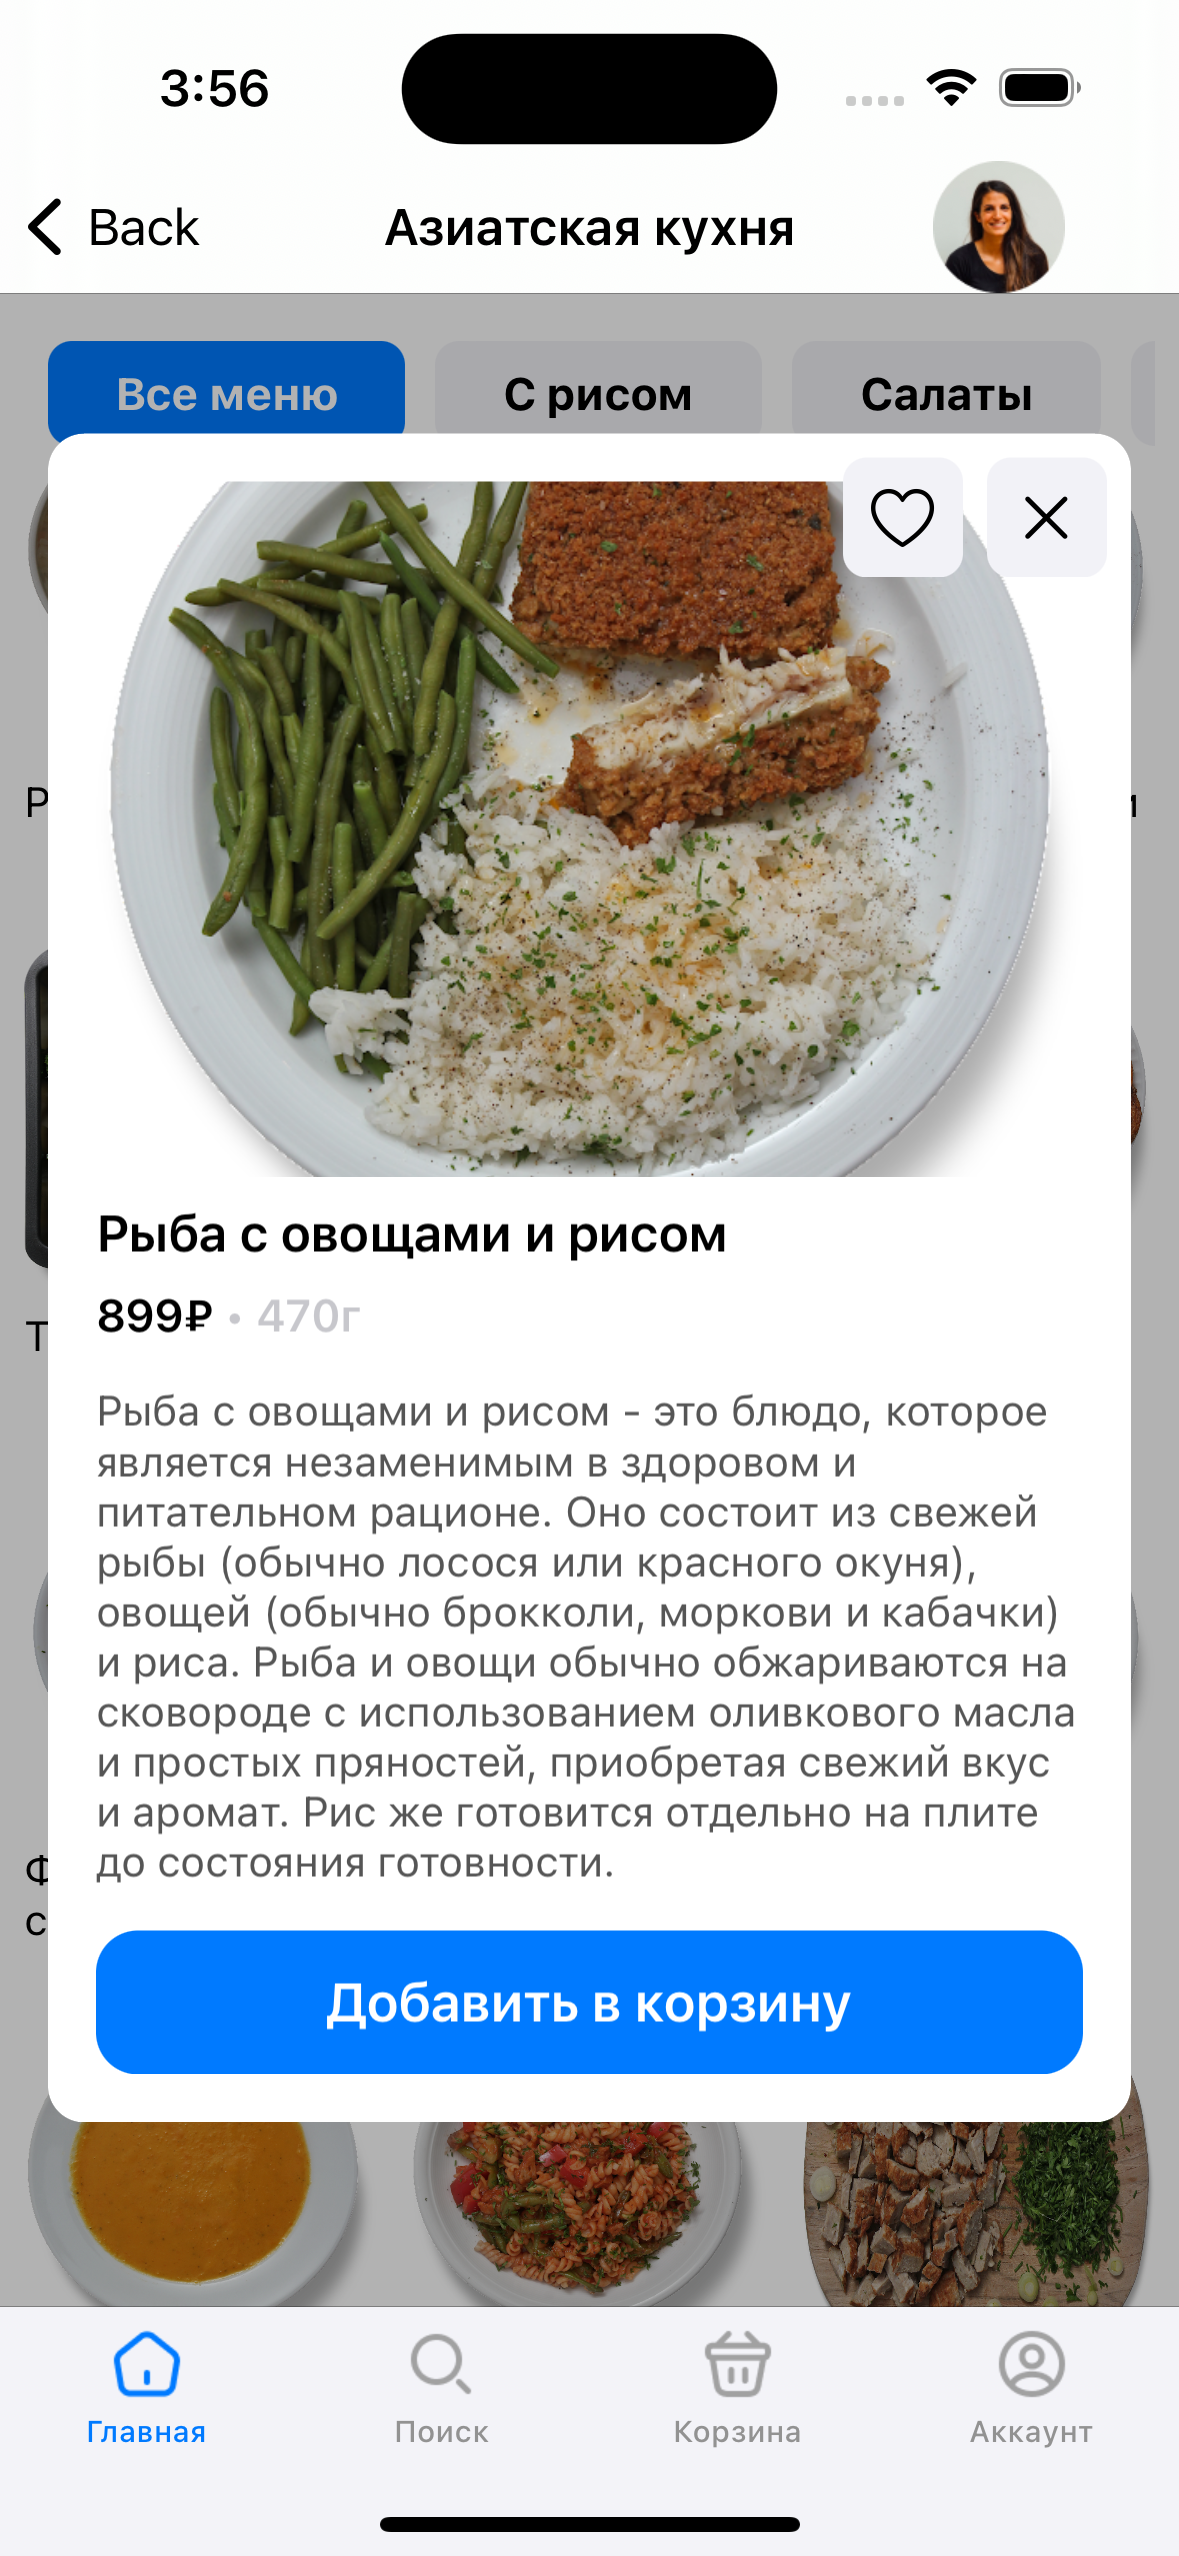 3:56
Back
Азиатская кухня
Все меню
С рисом
Салаты
Рыба с овощами и рисом
899₽ • 470г
Рыба с овощами и рисом - это блюдо, которое
является незаменимым в здоровом и
питательном рационе. Оно состоит из свежей
рыбы (обычно лосося или красного окуня),
овощей (обычно брокколи, моркови и кабачки)
и риса. Рыба и овощи обычно обжариваются на
сковороде с использованием оливкового масла
и простых пряностей, приобретая свежий вкус
и аромат. Рис же готовится отдельно на плите
до состояния готовности.
Добавить в корзину
Главная
Поиск
Корзина
Аккаунт